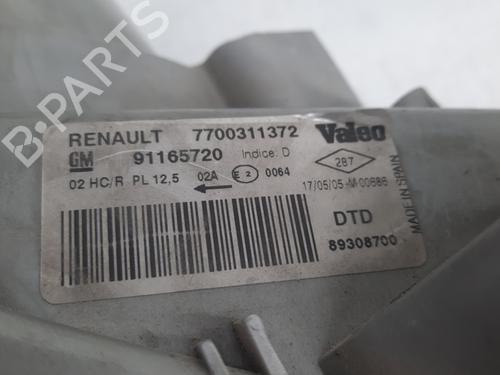 RENAULT 7700311372 Valeo
GM 91165720 Indice: D 287
02 HC/R PL 12,5 02A E2 0064 17/05/05-M-00686
DTD
89308700
MADE IN SPAIN
B-PARTS